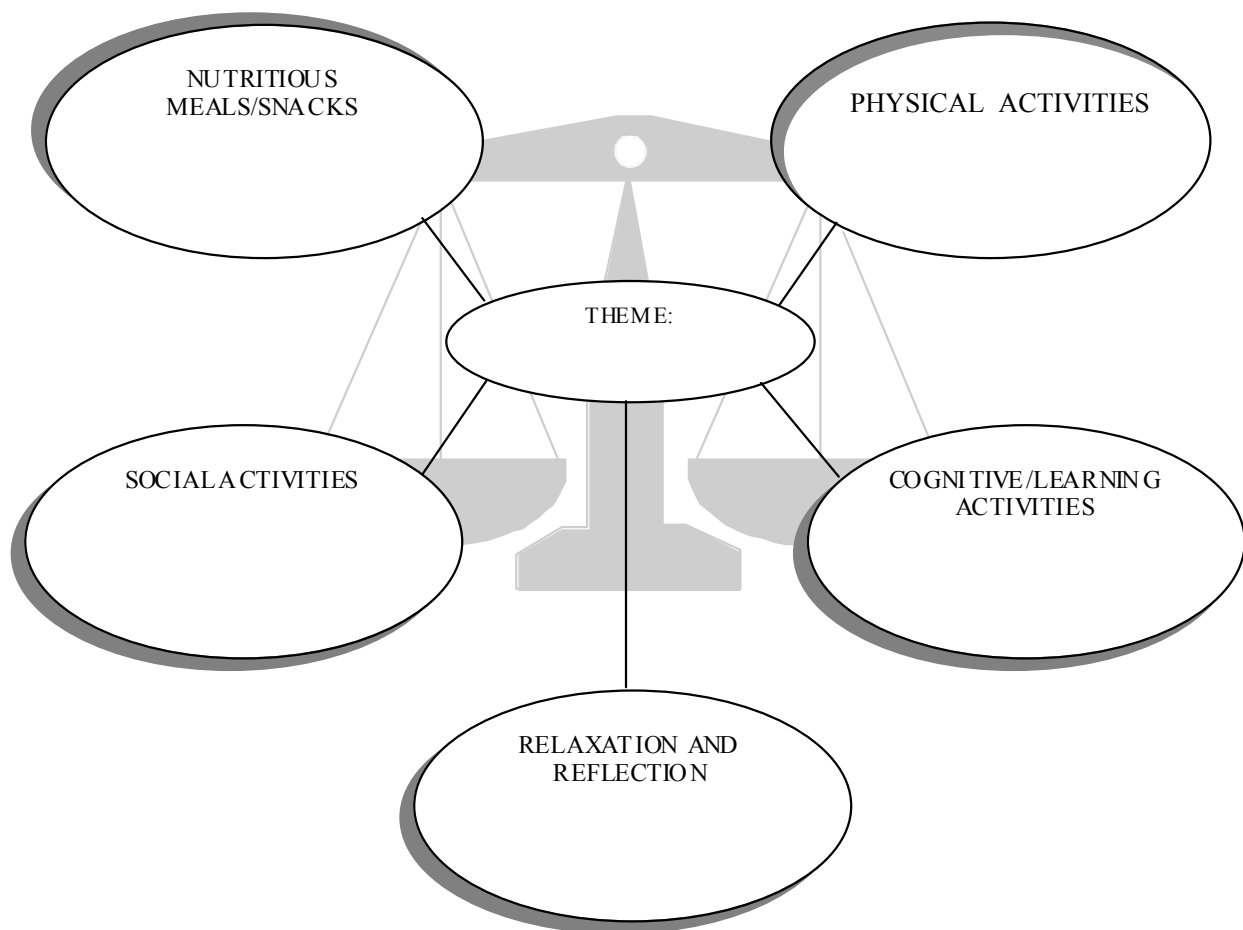 NUTRITIOUS
MEALS/SNACKS
PHYSICAL ACTIVITIES
THEME:
SOCIAL ACTIVITIES
COGNITIVE/LEARNING
ACTIVITIES
RELAXATION AND
REFLECTION